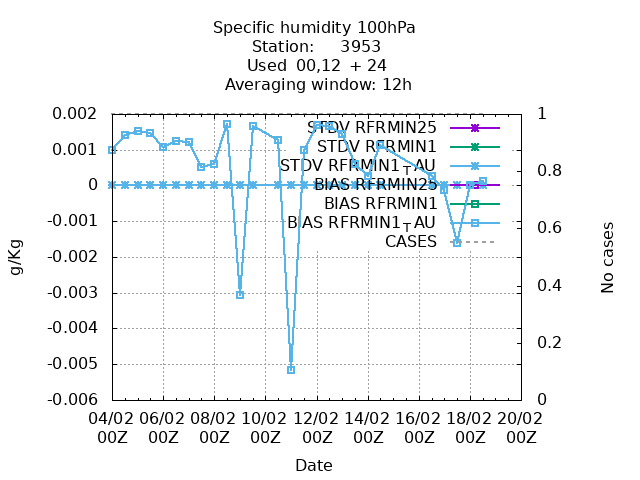 Specific humidity 100hPa
Station: 3953
Used 00,12 + 24
Averaging window: 12h
0.002
0.001
0
-0.001
-0.002
-0.003
-0.004
-0.005
-0.006
1
0.8
0.6
0.4
0.2
0
STDV RFRMIN25
STDV RFRMIN1
STDV RFRMIN1_AU
BIAS RFRMIN25
BIAS RFRMIN1
BIAS RFRMIN1_AU
CASES
g/Kg
No cases
04/02 06/02 08/02 10/02 12/02 14/02 16/02 18/02 20/02
00Z 00Z 00Z 00Z 00Z 00Z 00Z 00Z 00Z
Date